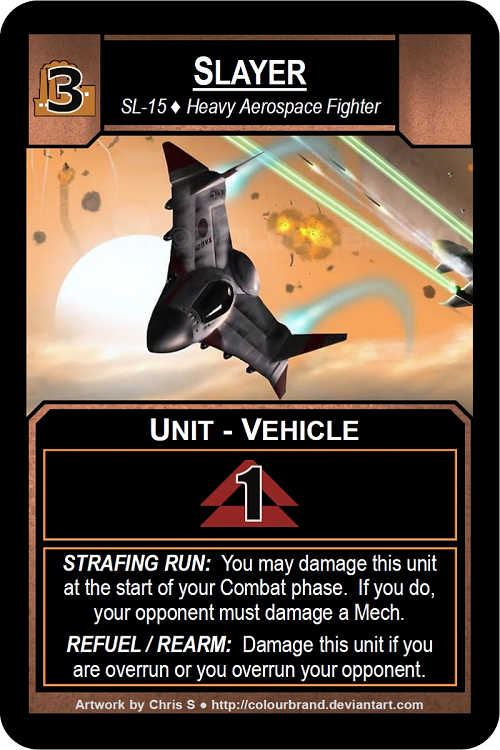 3
SLAYER
SL-15 ♦ Heavy Aerospace Fighter
UNIT - VEHICLE
1
STRAFING RUN: You may damage this unit
at the start of your Combat phase. If you do,
your opponent must damage a Mech.
REFUEL / REARM: Damage this unit if you
are overrun or you overrun your opponent.
Artwork by Chris S ● http://colourbrand.deviantart.com